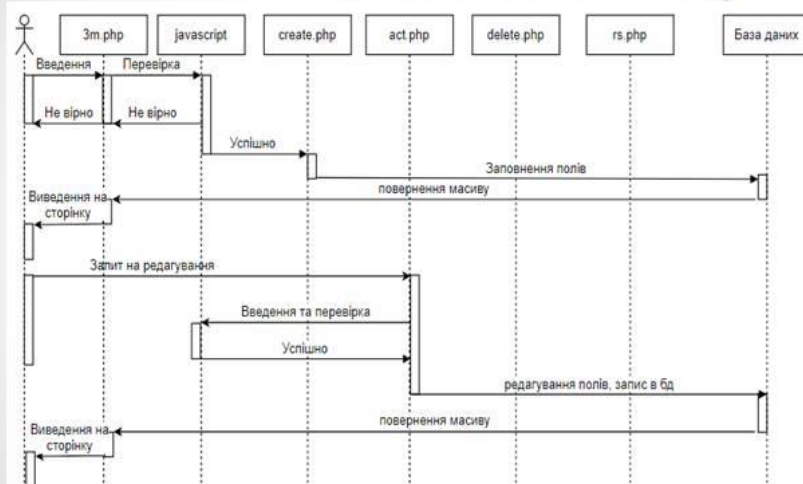 3m.php
javascript
create.php
act.php
delete.php
rs.php
База даних
Введення
Перевірка
Не вірно
Не вірно
Успішно
Заповнення полів
повернення масиву
Виведення на
сторінку
Запит на редагування
Введення та перевірка
Успішно
редагування полів, запис в бд
повернення масиву
Виведення на
сторінку